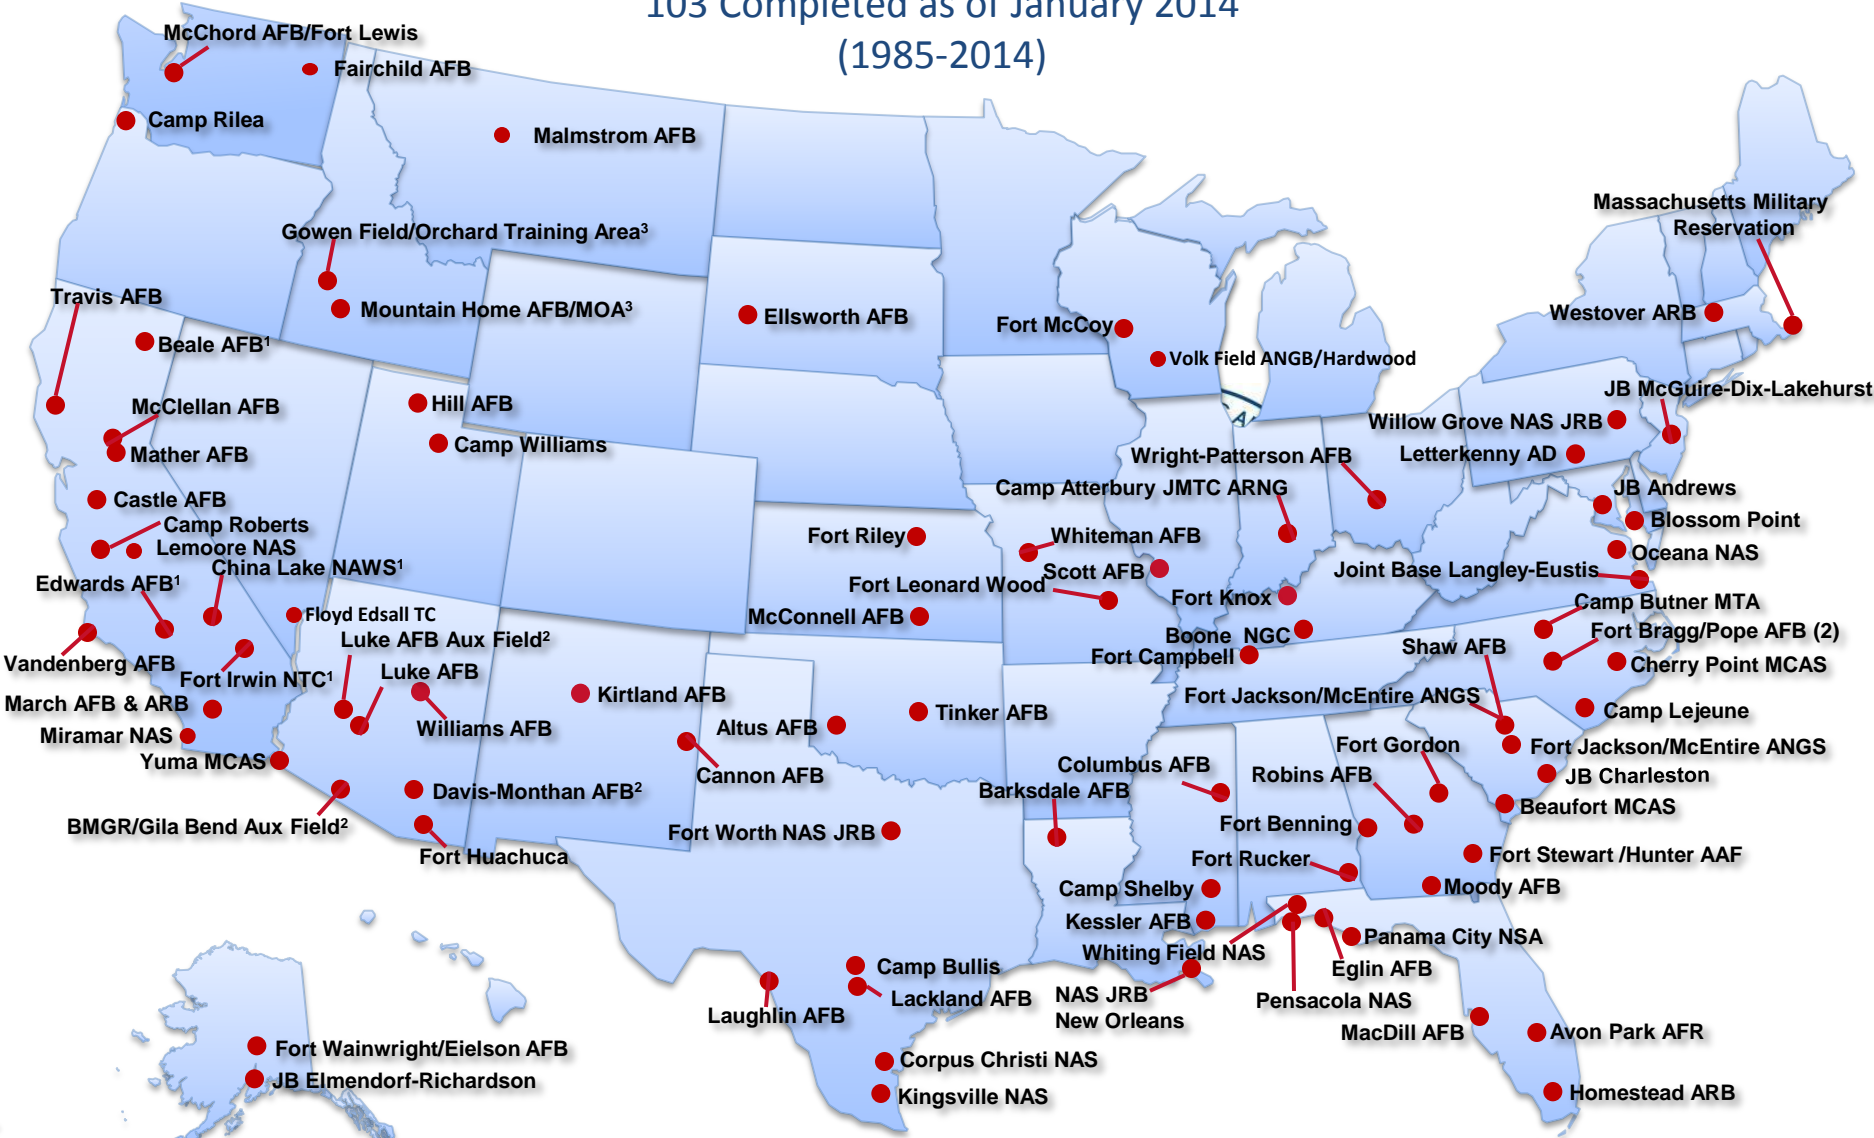 103 Completed as of January 2014
(1985-2014)
McChord AFB/Fort Lewis
Fairchild AFB
Camp Rilea
Malmstrom AFB
Massachusetts Military
Reservation
Gowen Field/Orchard Training Area³
Travis AFB
Mountain Home AFB/MOA³
Ellsworth AFB
Fort McCoy
Westover ARB
Beale AFB¹
Volk Field ANGB/Hardwood
JB McGuire-Dix-Lakehurst
McClellan AFB
Hill AFB
CA
Willow Grove NAS JRB
Mather AFB
Camp Williams
Wright-Patterson AFB
Letterkenny AD
Camp Atterbury JMTC ARNG
JB Andrews
Castle AFB
Camp Roberts
Blossom Point
Lemoore NAS
Fort Riley
Whiteman AFB
Oceana NAS
China Lake NAWS¹
Scott AFB
Joint Base Langley-Eustis
Edwards AFB¹
Fort Leonard Wood
Fort Knox
Camp Butner MTA
Floyd Edsall TC
McConnell AFB
Boone NGC
Fort Bragg/Pope AFB (2)
Luke AFB Aux Field²
Shaw AFB
Vandenberg AFB
Fort Campbell
Cherry Point MCAS
Fort Irwin NTC¹
Luke AFB
Kirtland AFB
Fort Jackson/McEntire ANGS
March AFB & ARB
Williams AFB
Altus AFB
Tinker AFB
Camp Lejeune
Miramar NAS
Fort Gordon
Fort Jackson/McEntire ANGS
Yuma MCAS
Cannon AFB
Columbus AFB
Robins AFB
JB Charleston
Davis-Monthan AFB²
Barksdale AFB
Beaufort MCAS
BMGR/Gila Bend Aux Field²
Fort Worth NAS JRB
Fort Benning
Fort Huachuca
Fort Rucker
Fort Stewart /Hunter AAF
Camp Shelby
Moody AFB
Kessler AFB
Panama City NSA
Whiting Field NAS
Camp Bullis
Eglin AFB
Lackland AFB
NAS JRB
New Orleans
Pensacola NAS
Laughlin AFB
MacDill AFB
Avon Park AFR
Fort Wainwright/Eielson AFB
Corpus Christi NAS
JB Elmendorf-Richardson
Kingsville NAS
Homestead ARB